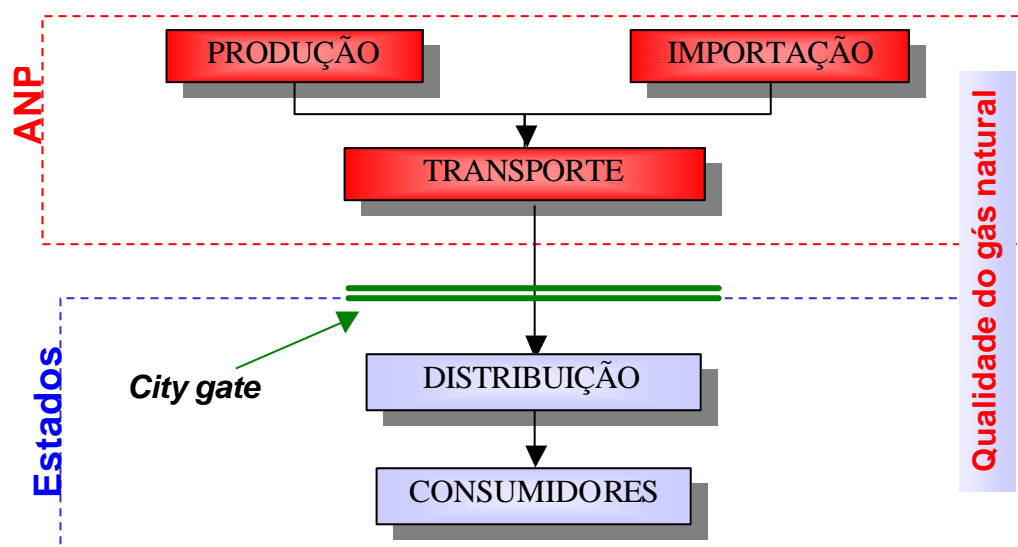 PRODUÇÃO
IMPORTAÇÃO
ANP
TRANSPORTE
Qualidade do gás natural
City gate
Estados
DISTRIBUIÇÃO
CONSUMIDORES